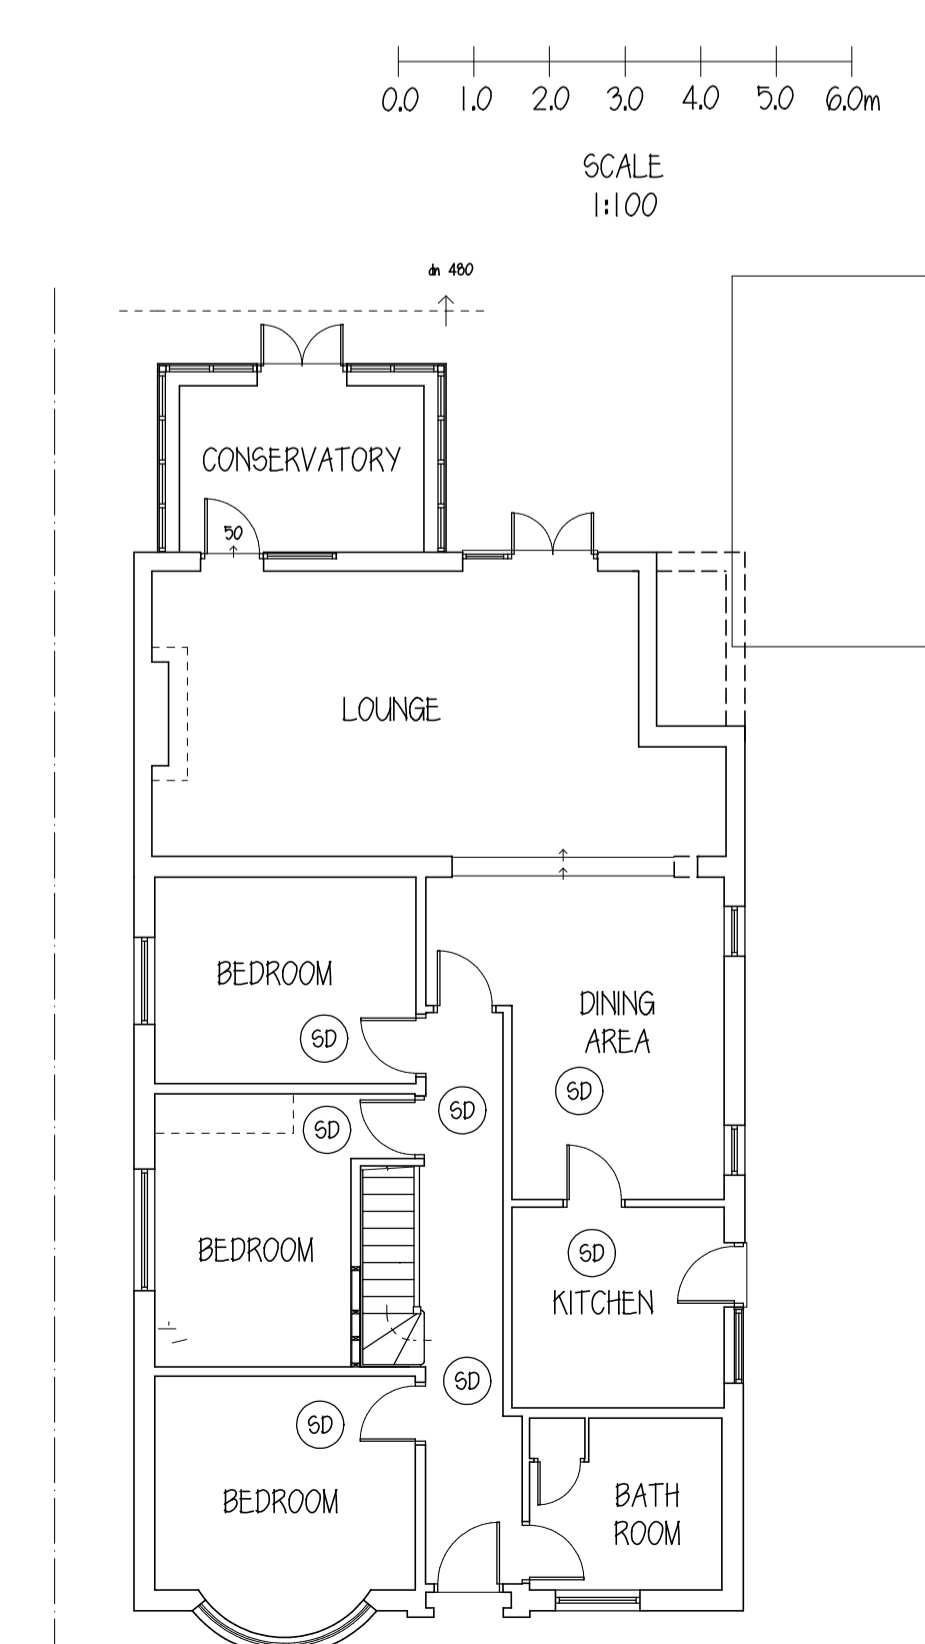 0.0 1.0 2.0 3.0 4.0 5.0 6.0m
SCALE
1:100
dn 480
CONSERVATORY
50
LOUNGE
BEDROOM
SD
DINING
AREA
SD
SD
SD
BEDROOM
SD
KITCHEN
SD
SD
BEDROOM
BATH
ROOM